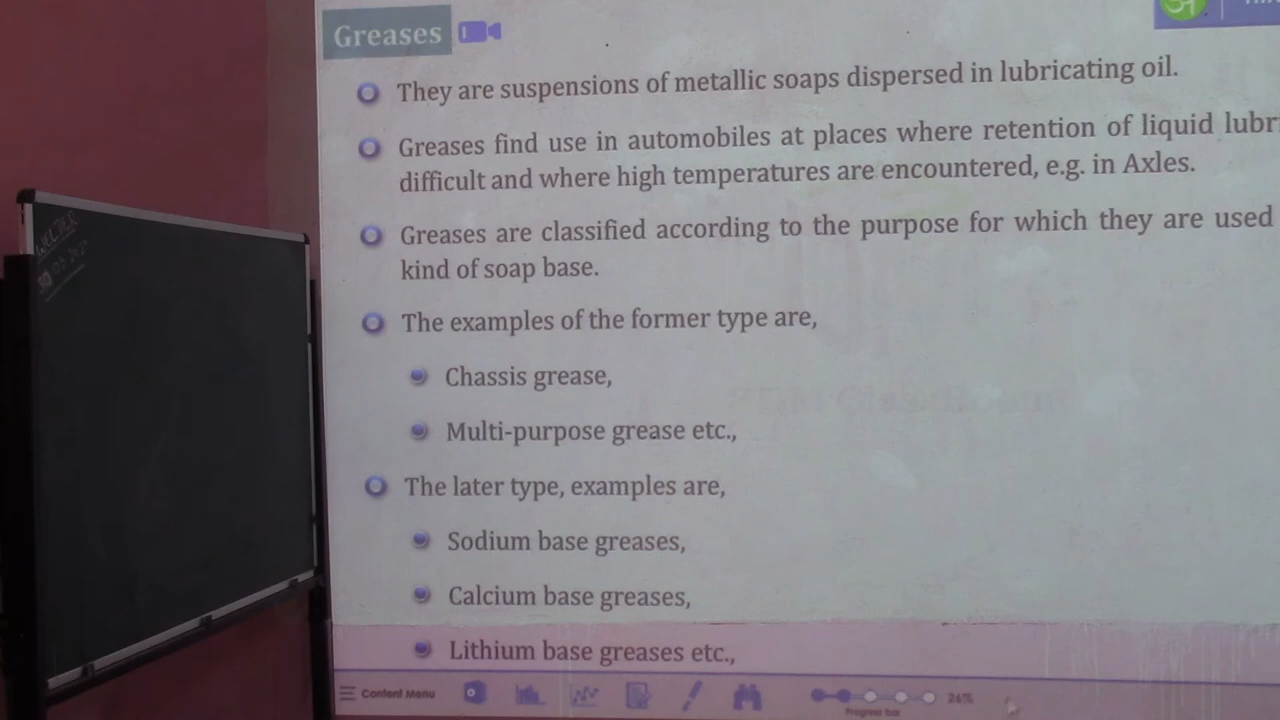 Greases
They are suspensions of metallic soaps dispersed in lubricating oil.
Greases find use in automobiles at places where retention of liquid lubr
difficult and where high temperatures are encountered, e.g. in Axles.
Greases are classified according to the purpose for which they are used
kind of soap base.
The examples of the former type are,
Chassis grease,
Multi-purpose grease etc.,
The later type, examples are,
Sodium base greases,
Calcium base greases,
Lithium base greases etc.,
Content Menu
Progress bar
26%
WELDER